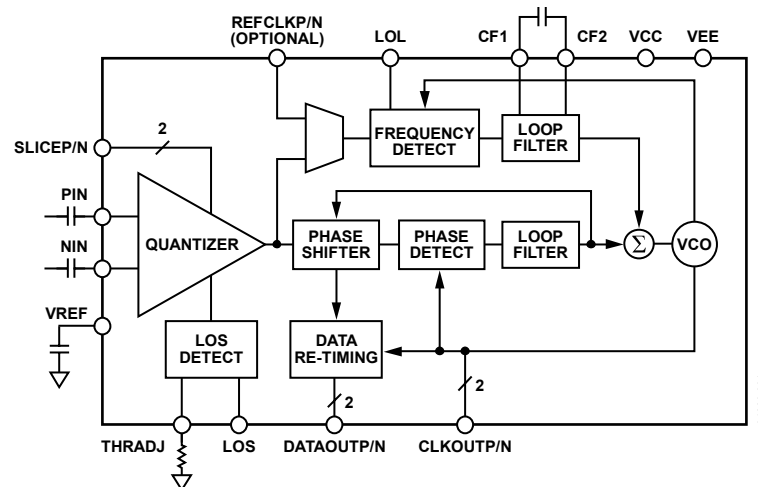 REFCLKP/N
(OPTIONAL)
LOL
CF1
CF2
VCC
VEE
SLICEP/N
2
FREQUENCY
DETECT
LOOP
FILTER
PIN
NIN
QUANTIZER
PHASE
SHIFTER
PHASE
DETECT
LOOP
FILTER
Σ
VCO
VREF
LOS
DETECT
DATA
RE-TIMING
2
2
THRADJ
LOS
DATAOUTP/N
CLKOUTP/N